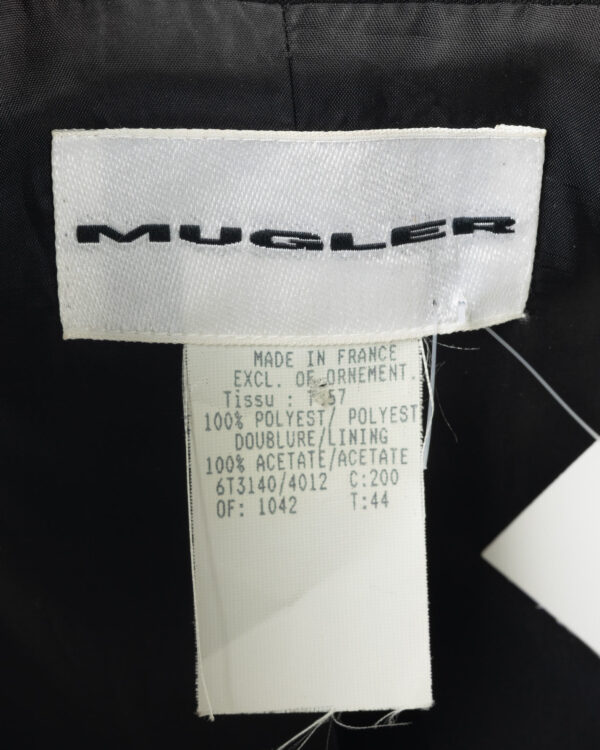 MUGLER
MADE IN FRANCE
EXCL. OF ORNEMENT.
Tissu : 57
100% POLYEST/ POLYEST
DOUBLURE/LINING
100% ACETATE/ACETATE
6T3140/4012 C:200
OF: 1042 T:44